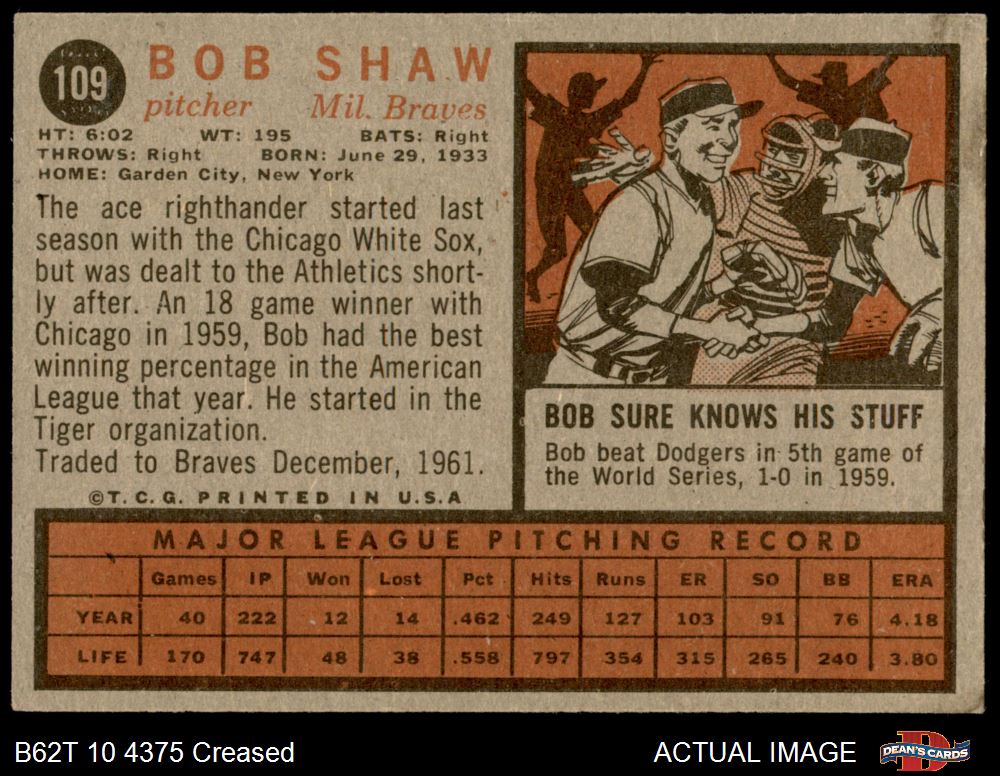 109
BOB SHAW
pitcher Mil. Braves
HT: 6:02 WT: 195 BATS: Right
THROWS: Right BORN: June 29, 1933
HOME: Garden City, New York
The ace righthander started last
season with the Chicago White Sox,
but was dealt to the Athletics short-
ly after. An 18 game winner with
Chicago in 1959, Bob had the best
winning percentage in the American
League that year. He started in the
Tiger organization.
Traded to Braves December, 1961.
©T.C.G. PRINTED IN U.S.A
BOB SURE KNOWS HIS STUFF
Bob beat Dodgers in 5th game of
the World Series, 1-0 in 1959.
MAJOR LEAGUE PITCHING RECORD
Games IP Won Lost Pct Hits Runs ER SO BB ERA
YEAR 40 222 12 14 .462 249 127 103 91 76 4.18
LIFE 170 747 48 38 .558 797 354 315 265 240 3.80
B62T 10 4375 Creased ACTUAL IMAGE D DEAN'S CARDS